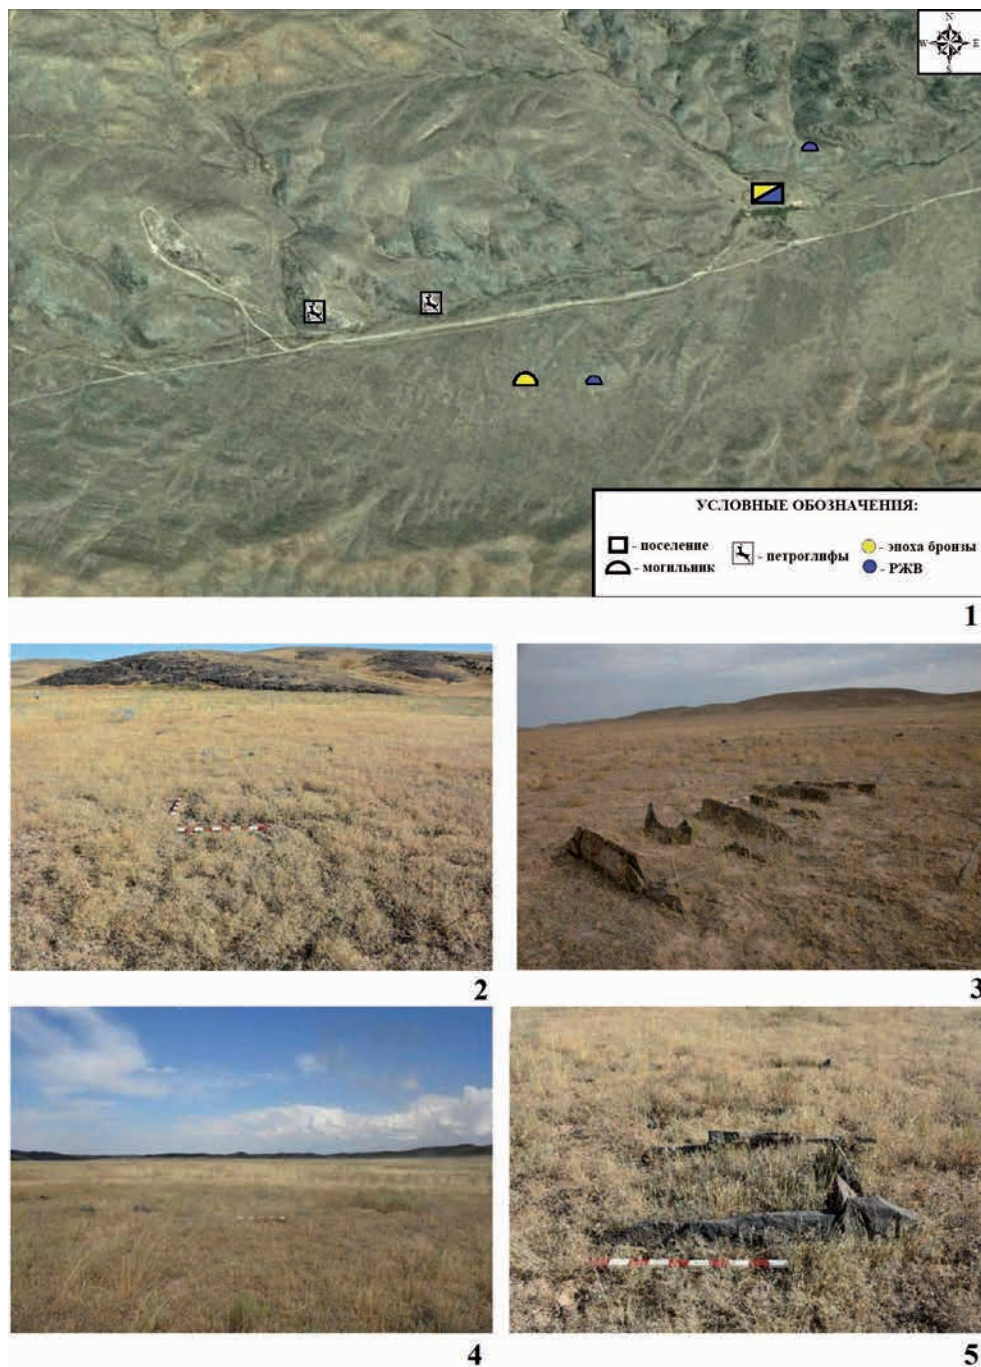 N
W E
S
УСЛОВНЫЕ ОБОЗНАЧЕНИЯ:
- поселение
- могильник
- петроглифы
- эпоха бронзы
- РЖВ
1
2
3
4
5